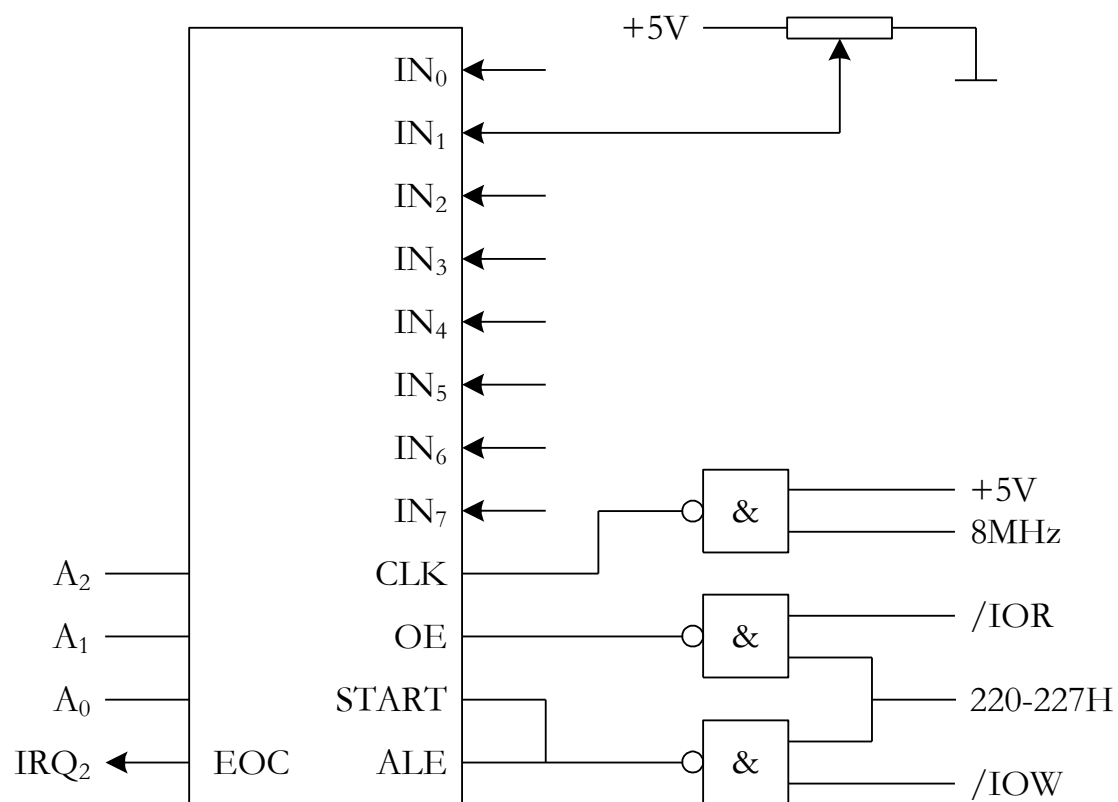 +5V
IN₀
IN₁
IN₂
IN₃
IN₄
IN₅
IN₆
IN₇
& +5V
8MHz
A₂ CLK
A₁ OE & /IOR
A₀ START 220-227H
IRQ₂ EOC ALE &
/IOW